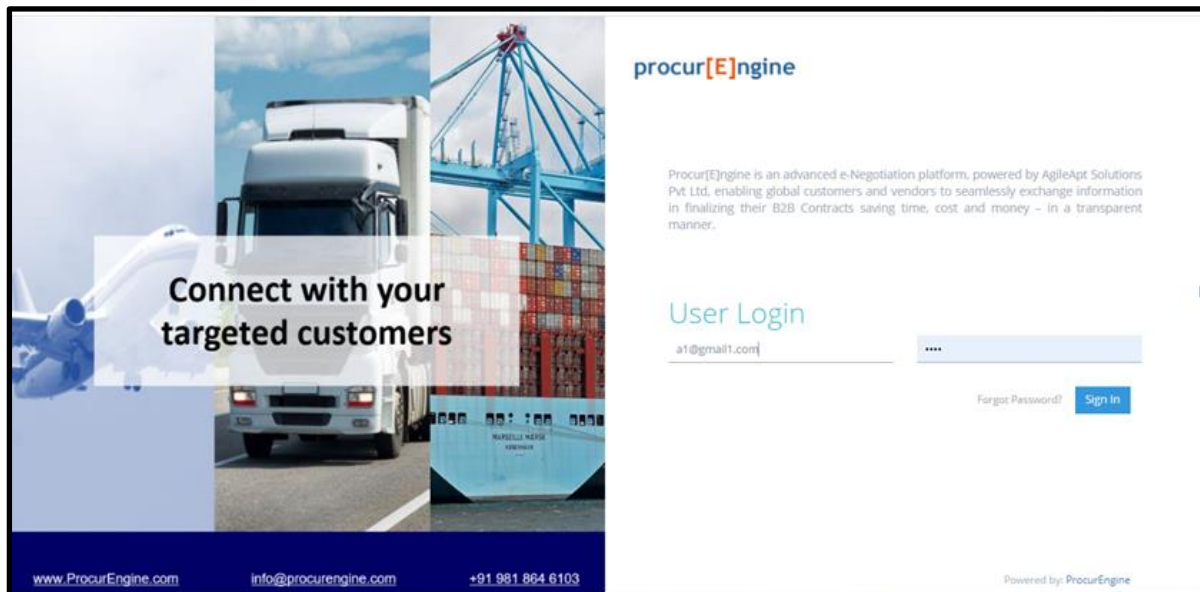 Connect with your
targeted customers
MARSEILLE MÆRSK
KØBENHAVN
www.ProcurEngine.com info@procurengine.com +91 981 864 6103
procur[E]ngine
Procur[E]ngine is an advanced e-Negotiation platform, powered by AgileApt Solutions
Pvt Ltd, enabling global customers and vendors to seamlessly exchange information
in finalizing their B2B Contracts saving time, cost and money – in a transparent
manner.
User Login
a1@gmail1.com ••••
Forgot Password? Sign In
Powered by: ProcurEngine